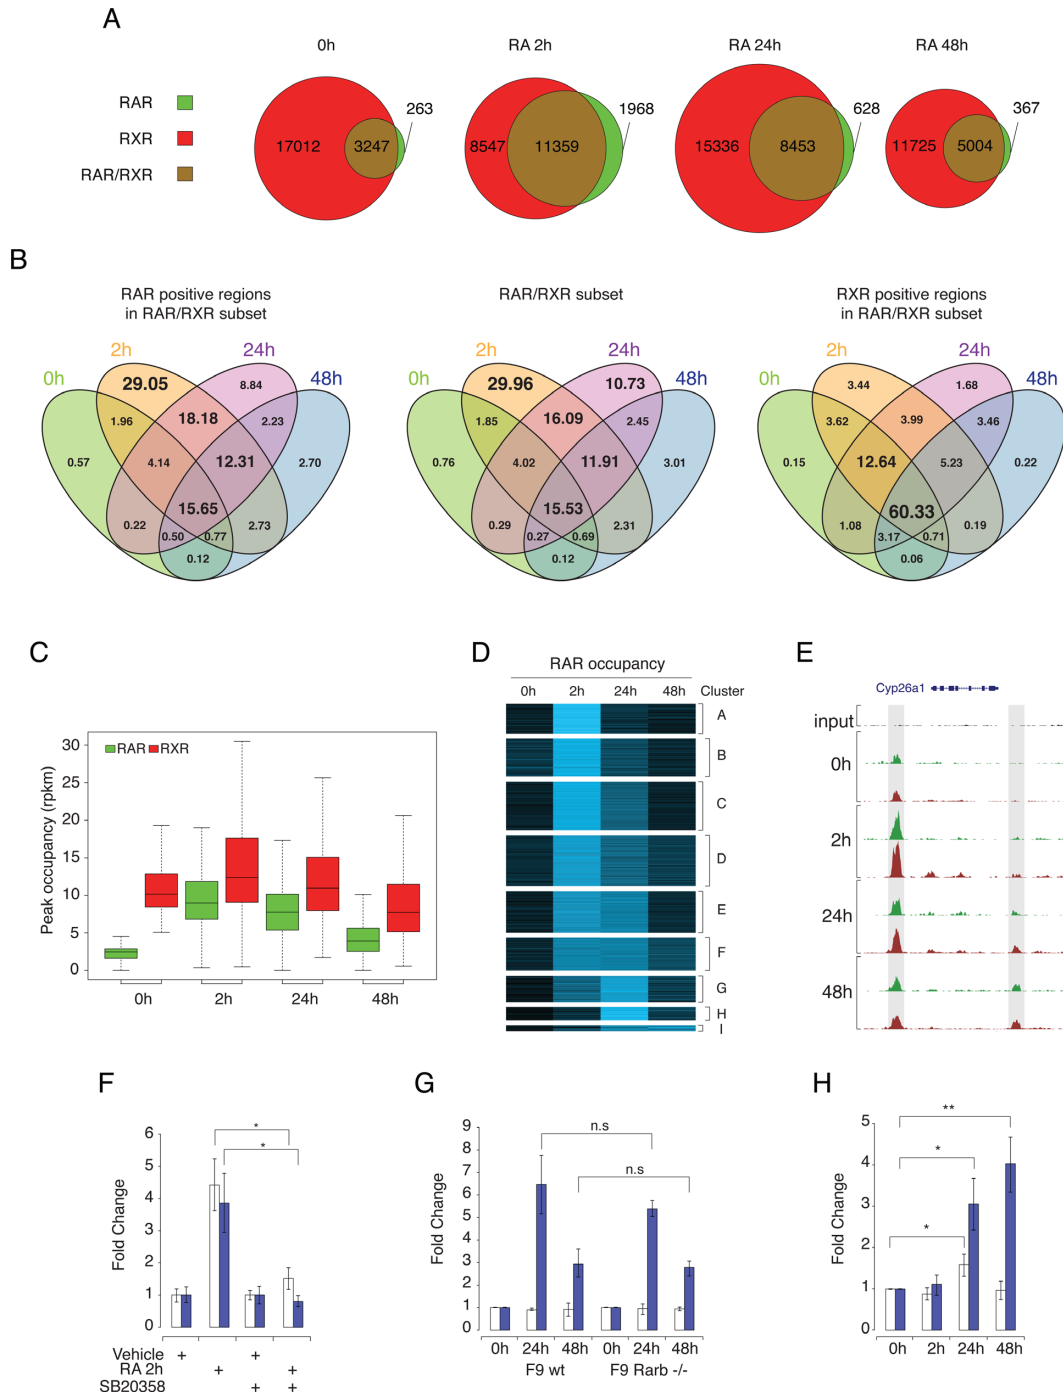 A
0h
RA 2h
RA 24h
RA 48h
RAR
RXR
RAR/RXR
17012
3247
263
8547
11359
1968
15336
8453
628
11725
5004
367
B
RAR positive regions
in RAR/RXR subset
0h
2h
24h
48h
29.05
8.84
1.96
18.18
2.23
0.57
4.14
12.31
2.70
15.65
0.22
0.50
0.77
2.73
0.12
RAR/RXR subset
0h
2h
24h
48h
29.96
10.73
1.85
16.09
2.45
0.76
4.02
11.91
3.01
15.53
0.29
0.27
0.69
2.31
0.12
RXR positive regions
in RAR/RXR subset
0h
2h
24h
48h
3.44
1.68
3.62
3.99
3.46
0.15
12.64
5.23
0.22
60.33
1.08
3.17
0.71
0.19
0.06
C
Peak occupancy (rpkm)
RAR
RXR
30
25
20
15
10
5
0
0h
2h
24h
48h
D
RAR occupancy
0h
2h
24h
48h
Cluster
A
B
C
D
E
F
G
H
I
E
Cyp26a1
input
0h
2h
24h
48h
F
Fold Change
6
5
4
3
2
1
0
*
*
Vehicle + +
RA 2h + +
SB20358 + +
G
Fold Change
9
8
7
6
5
4
3
2
1
0
n.s
n.s
0h 24h 48h 0h 24h 48h
F9 wt
F9 Rarb -/-
H
Fold Change
5
4
3
2
1
0
**
*
*
0h 2h 24h 48h